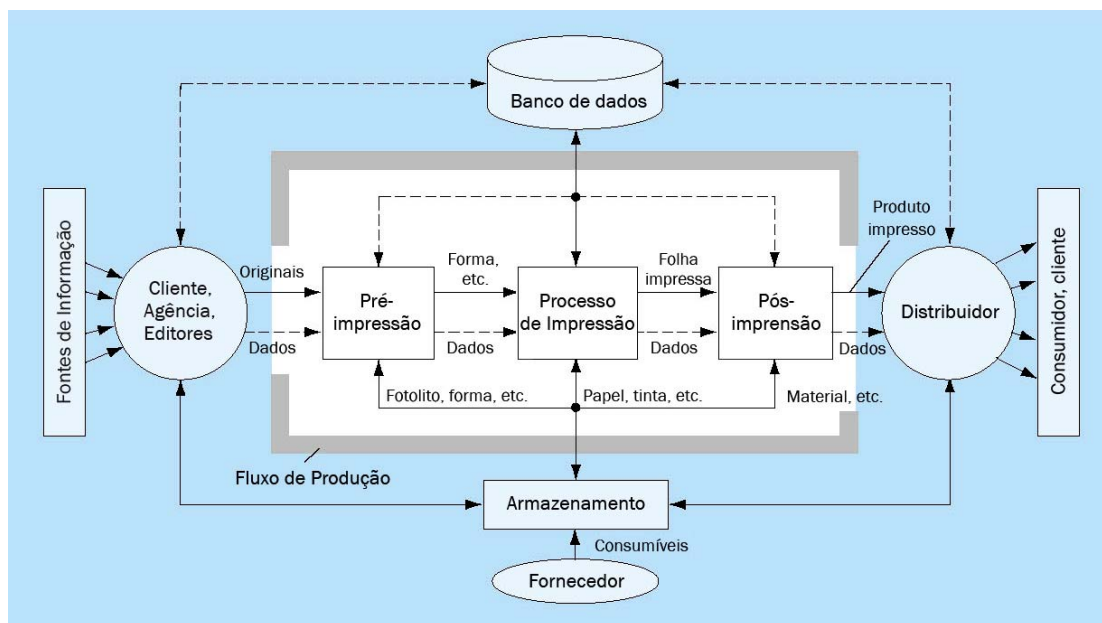 Banco de dados
Fontes de Informação
Cliente,
Agência,
Editores
Originais
Dados
Pré-
impressão
Forma,
etc.
Dados
Processo
de Impressão
Folha
impressa
Dados
Pós-
imprensão
Produto
impresso
Dados
Distribuidor
Consumidor, cliente
Fotolito, forma, etc.
Papel, tinta, etc.
Material, etc.
Fluxo de Produção
Armazenamento
Consumíveis
Fornecedor